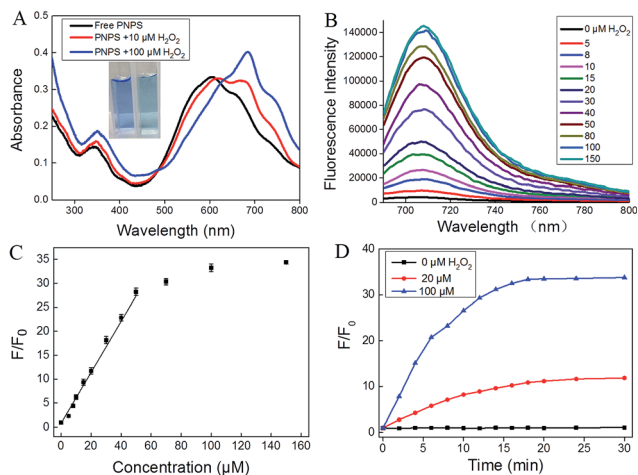 A
Free PNPS
PNPS +10 μM H₂O₂
PNPS +100 μM H₂O₂
0.4
0.3
0.2
0.1
0.0
Absorbance
300 400 500 600 700 800
Wavelength (nm)
B
0 μM H₂O₂
5
8
10
15
20
30
40
50
80
100
150
140000
120000
100000
80000
60000
40000
20000
0
Fluorescence Intensity
700 720 740 760 780 800
Wavelength (nm)
C
35
30
25
20
15
10
5
0
F/F₀
0 20 40 60 80 100 120 140 160
Concentration (μM)
D
0 μM H₂O₂
20 μM
100 μM
40
30
20
10
0
F/F₀
0 5 10 15 20 25 30
Time (min)